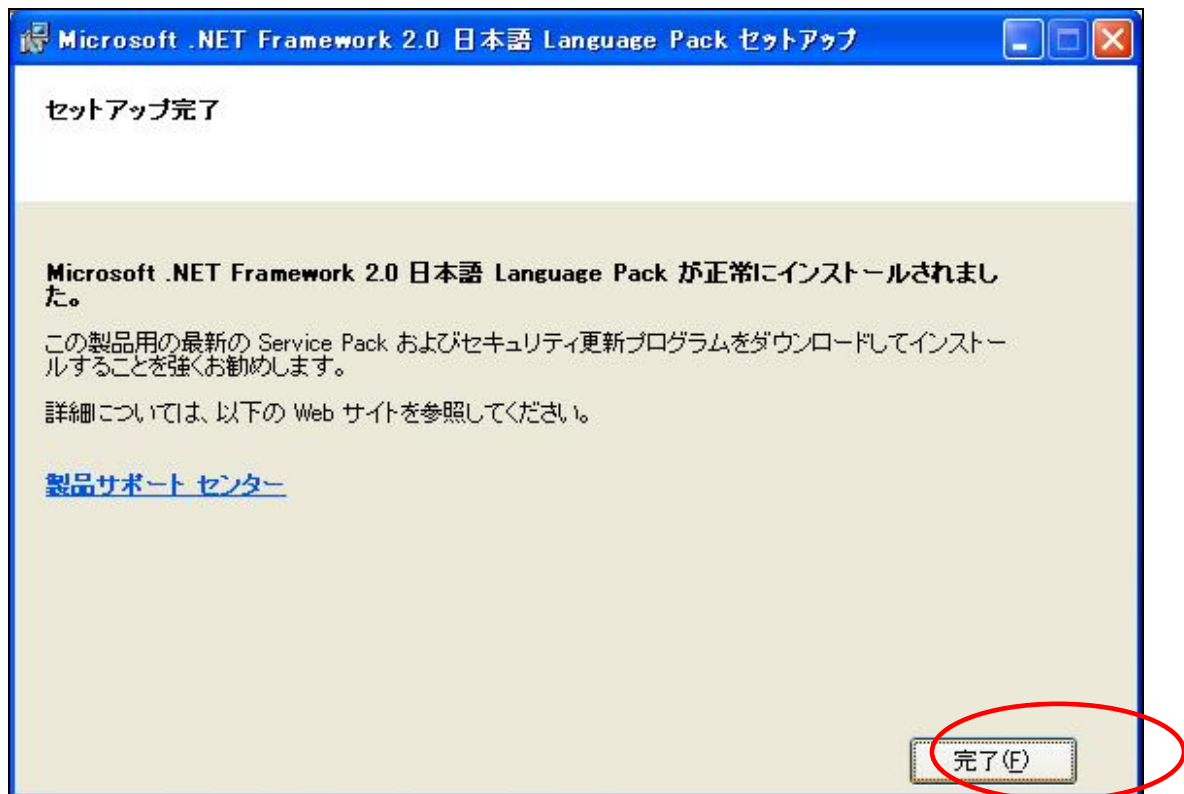 Microsoft .NET Framework 2.0 日本語 Language Pack セットアップ
セットアップ完了
Microsoft .NET Framework 2.0 日本語 Language Pack が正常にインストールされまし
た。
この製品用の最新の Service Pack およびセキュリティ更新プログラムをダウンロードしてインストー
ルすることを強くお勧めします。
詳細については、以下の Web サイトを参照してください。
製品サポート センター
完了(F)